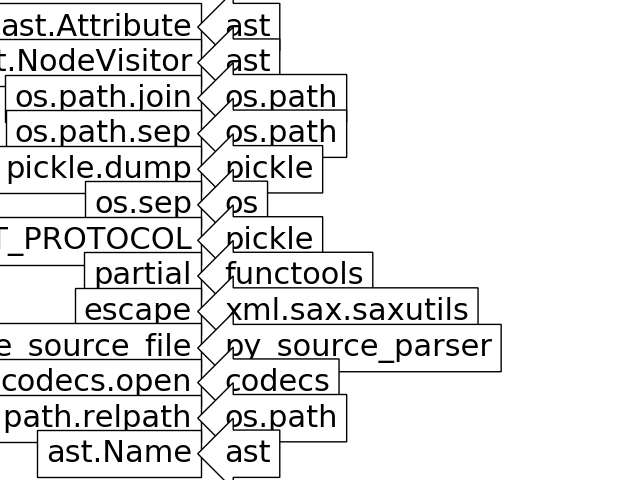 ast.Attribute ast
t.NodeVisitor ast
os.path.join os.path
os.path.sep os.path
pickle.dump pickle
os.sep os
T_PROTOCOL pickle
partial functools
escape xml.sax.saxutils
e_source_file py_source_parser
codecs.open codecs
path.relpath os.path
ast.Name ast